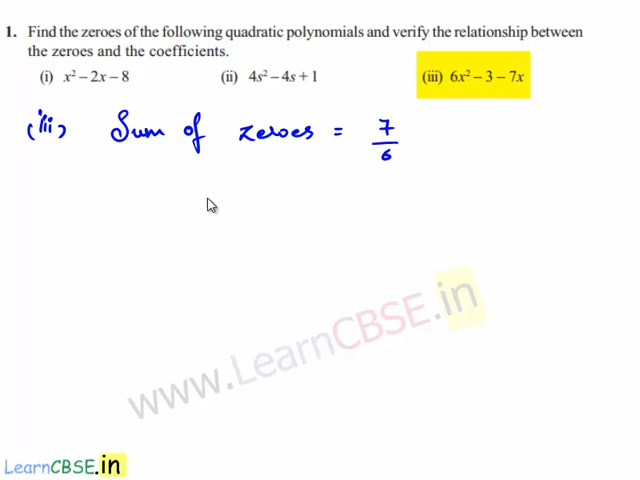 1. Find the zeroes of the following quadratic polynomials and verify the relationship between
the zeroes and the coefficients.
(i) x² – 2x – 8 (ii) 4s² – 4s + 1 (iii) 6x² – 3 – 7x
(iii) Sum of zeroes = 7/6
www.LearnCBSE.in
LearnCBSE.in